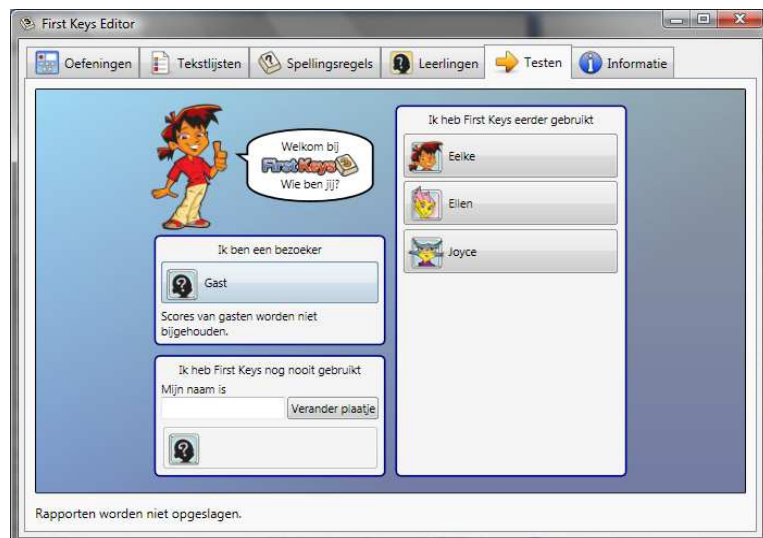 First Keys Editor
Oefeningen
Tekstlijsten
Spellingsregels
Leerlingen
Testen
Informatie
Welkom bij
FirstKeys
Wie ben jij?
Ik ben een bezoeker
Gast
Scores van gasten worden niet
bijgehouden.
Ik heb First Keys nog nooit gebruikt
Mijn naam is
Verander plaatje
Ik heb First Keys eerder gebruikt
Eelke
Ellen
Joyce
Rapporten worden niet opgeslagen.